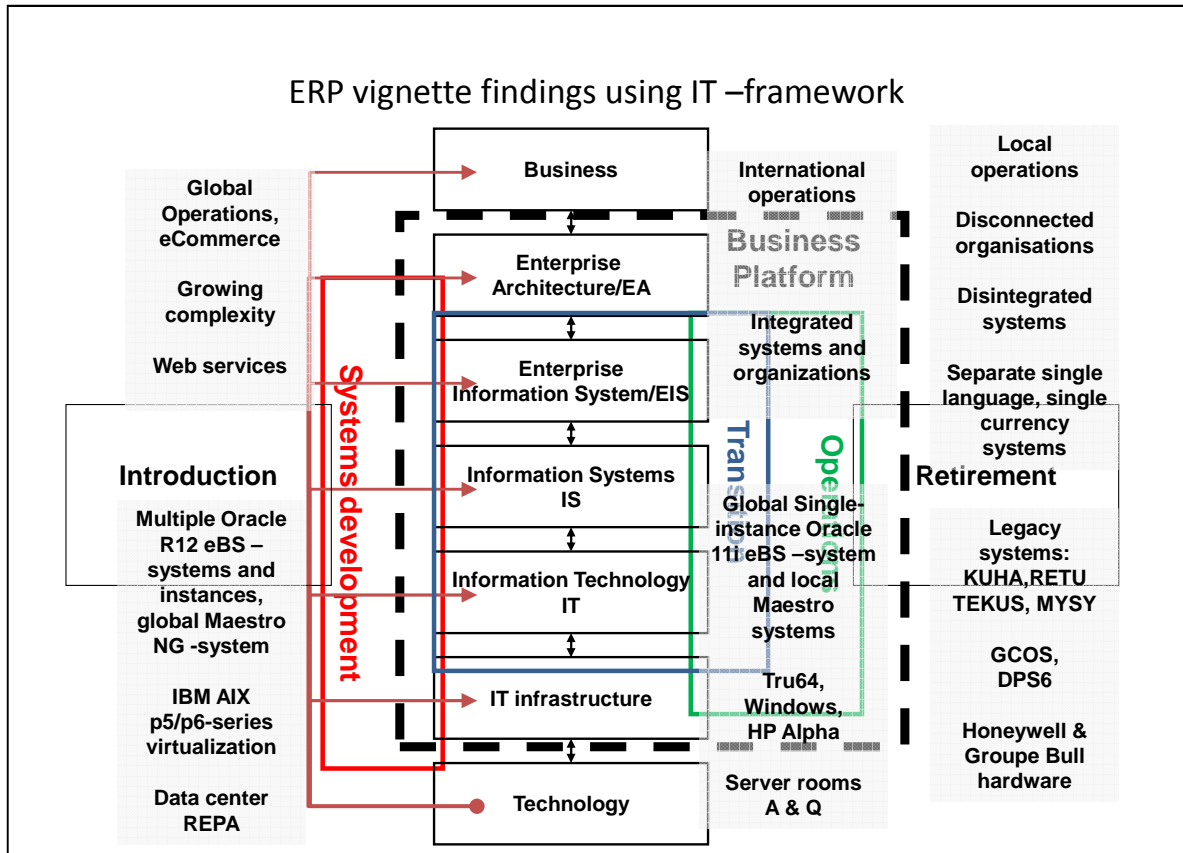 ERP vignette findings using IT –framework
Global
Operations,
eCommerce
Growing
complexity
Web services
Introduction
Multiple Oracle
R12 eBS –
systems and
instances,
global Maestro
NG -system
IBM AIX
p5/p6-series
virtualization
Data center
REPA
Systems development
Business
Enterprise
Architecture/EA
Enterprise
Information System/EIS
Information Systems
IS
Information Technology
IT
IT infrastructure
Technology
International
operations
Business
Platform
Integrated
systems and
organizations
Transition
Operations
Global Single-
instance Oracle
11i eBS –system
and local
Maestro
systems
Tru64,
Windows,
HP Alpha
Server rooms
A & Q
Local
operations
Disconnected
organisations
Disintegrated
systems
Separate single
language, single
currency
systems
Retirement
Legacy
systems:
KUHA,RETU
TEKUS, MYSY
GCOS,
DPS6
Honeywell &
Groupe Bull
hardware